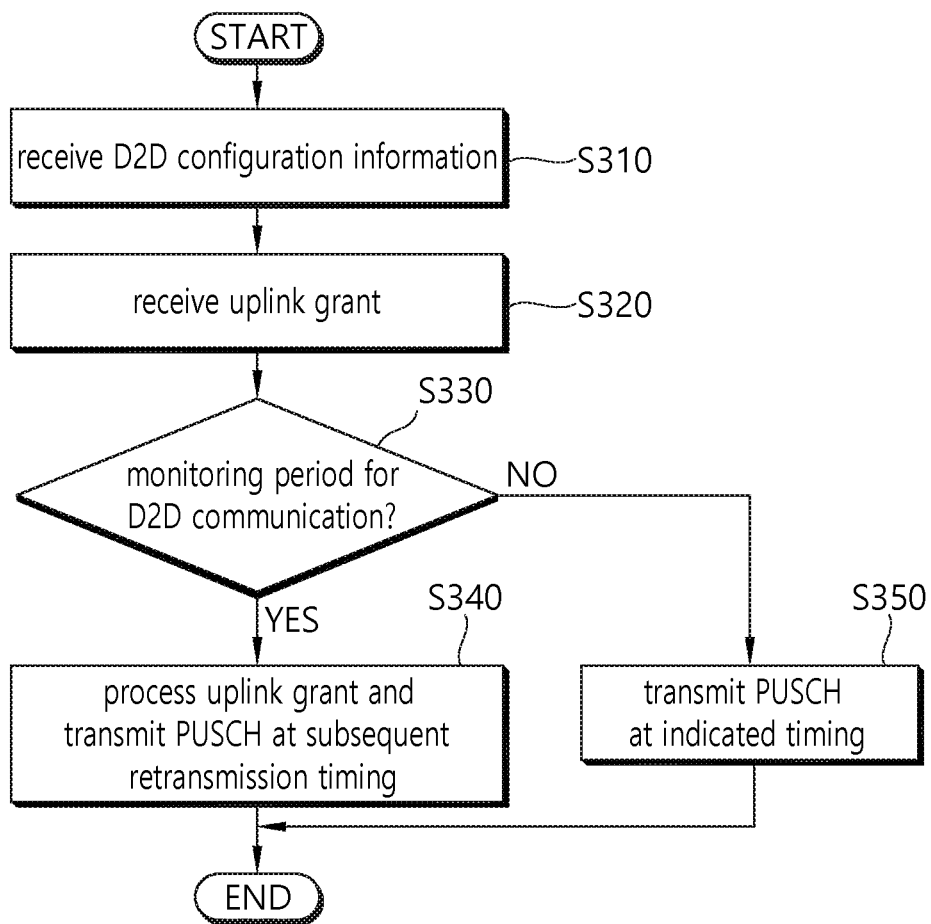 START
receive D2D configuration information
S310
receive uplink grant
S320
S330
monitoring period for
D2D communication?
NO
YES
S340
process uplink grant and
transmit PUSCH at subsequent
retransmission timing
S350
transmit PUSCH
at indicated timing
END